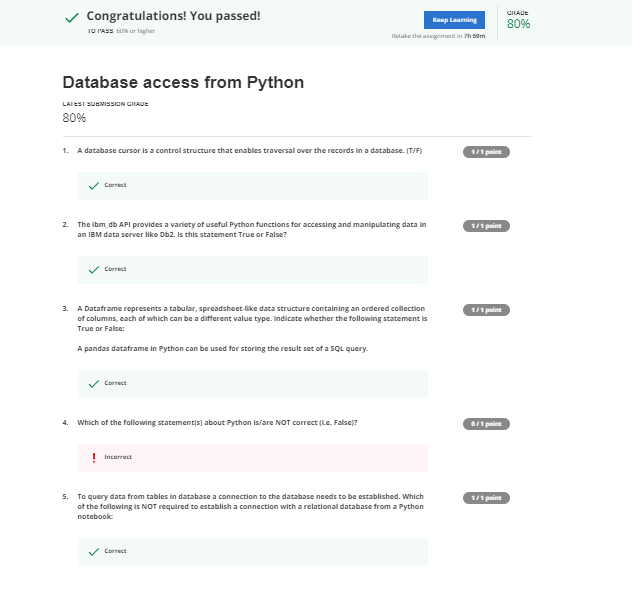 Congratulations! You passed!
TO PASS 60% or higher
Keep Learning
Retake the assignment in 7h 59m
GRADE
80%
Database access from Python
LATEST SUBMISSION GRADE
80%
1. A database cursor is a control structure that enables traversal over the records in a database. (T/F)
1 / 1 point
Correct
2. The ibm_db API provides a variety of useful Python functions for accessing and manipulating data in
an IBM data server like Db2. Is this statement True or False?
1 / 1 point
Correct
3. A Dataframe represents a tabular, spreadsheet-like data structure containing an ordered collection
of columns, each of which can be a different value type. Indicate whether the following statement is
True or False:
A pandas dataframe in Python can be used for storing the result set of a SQL query.
1 / 1 point
Correct
4. Which of the following statement(s) about Python is/are NOT correct (i.e. False)?
0 / 1 point
Incorrect
5. To query data from tables in database a connection to the database needs to be established. Which
of the following is NOT required to establish a connection with a relational database from a Python
notebook:
1 / 1 point
Correct